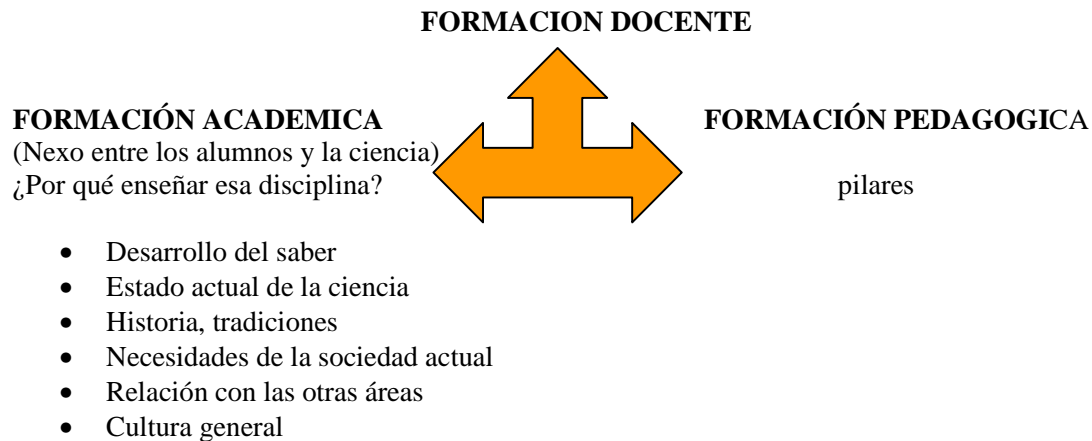 FORMACION DOCENTE
FORMACIÓN ACADEMICA
FORMACIÓN PEDAGOGICA
(Nexo entre los alumnos y la ciencia)
¿Por qué enseñar esa disciplina?
pilares
• Desarrollo del saber
• Estado actual de la ciencia
• Historia, tradiciones
• Necesidades de la sociedad actual
• Relación con las otras áreas
• Cultura general